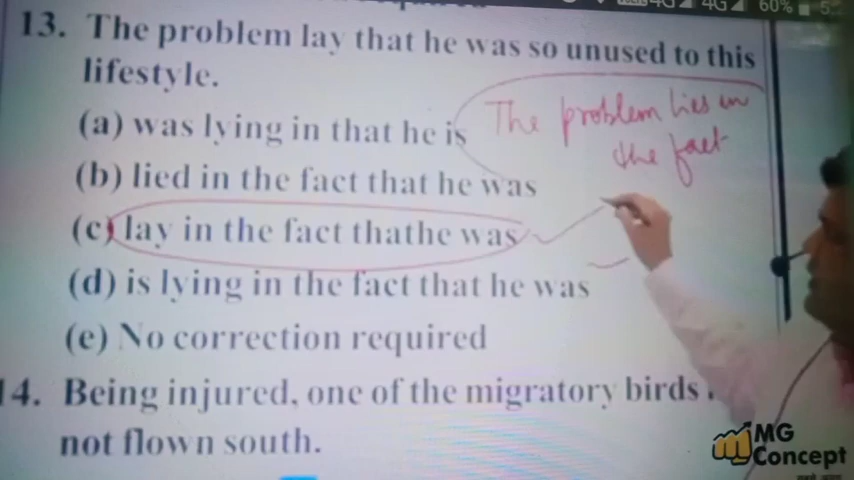 4G 4G 60%
13. The problem lay that he was so unused to this
lifestyle.
(a) was lying in that he is
The problem lies in
the fact
(b) lied in the fact that he was
(c) lay in the fact thathe was
(d) is lying in the fact that he was
(e) No correction required
14. Being injured, one of the migratory birds
not flown south.
MG
Concept